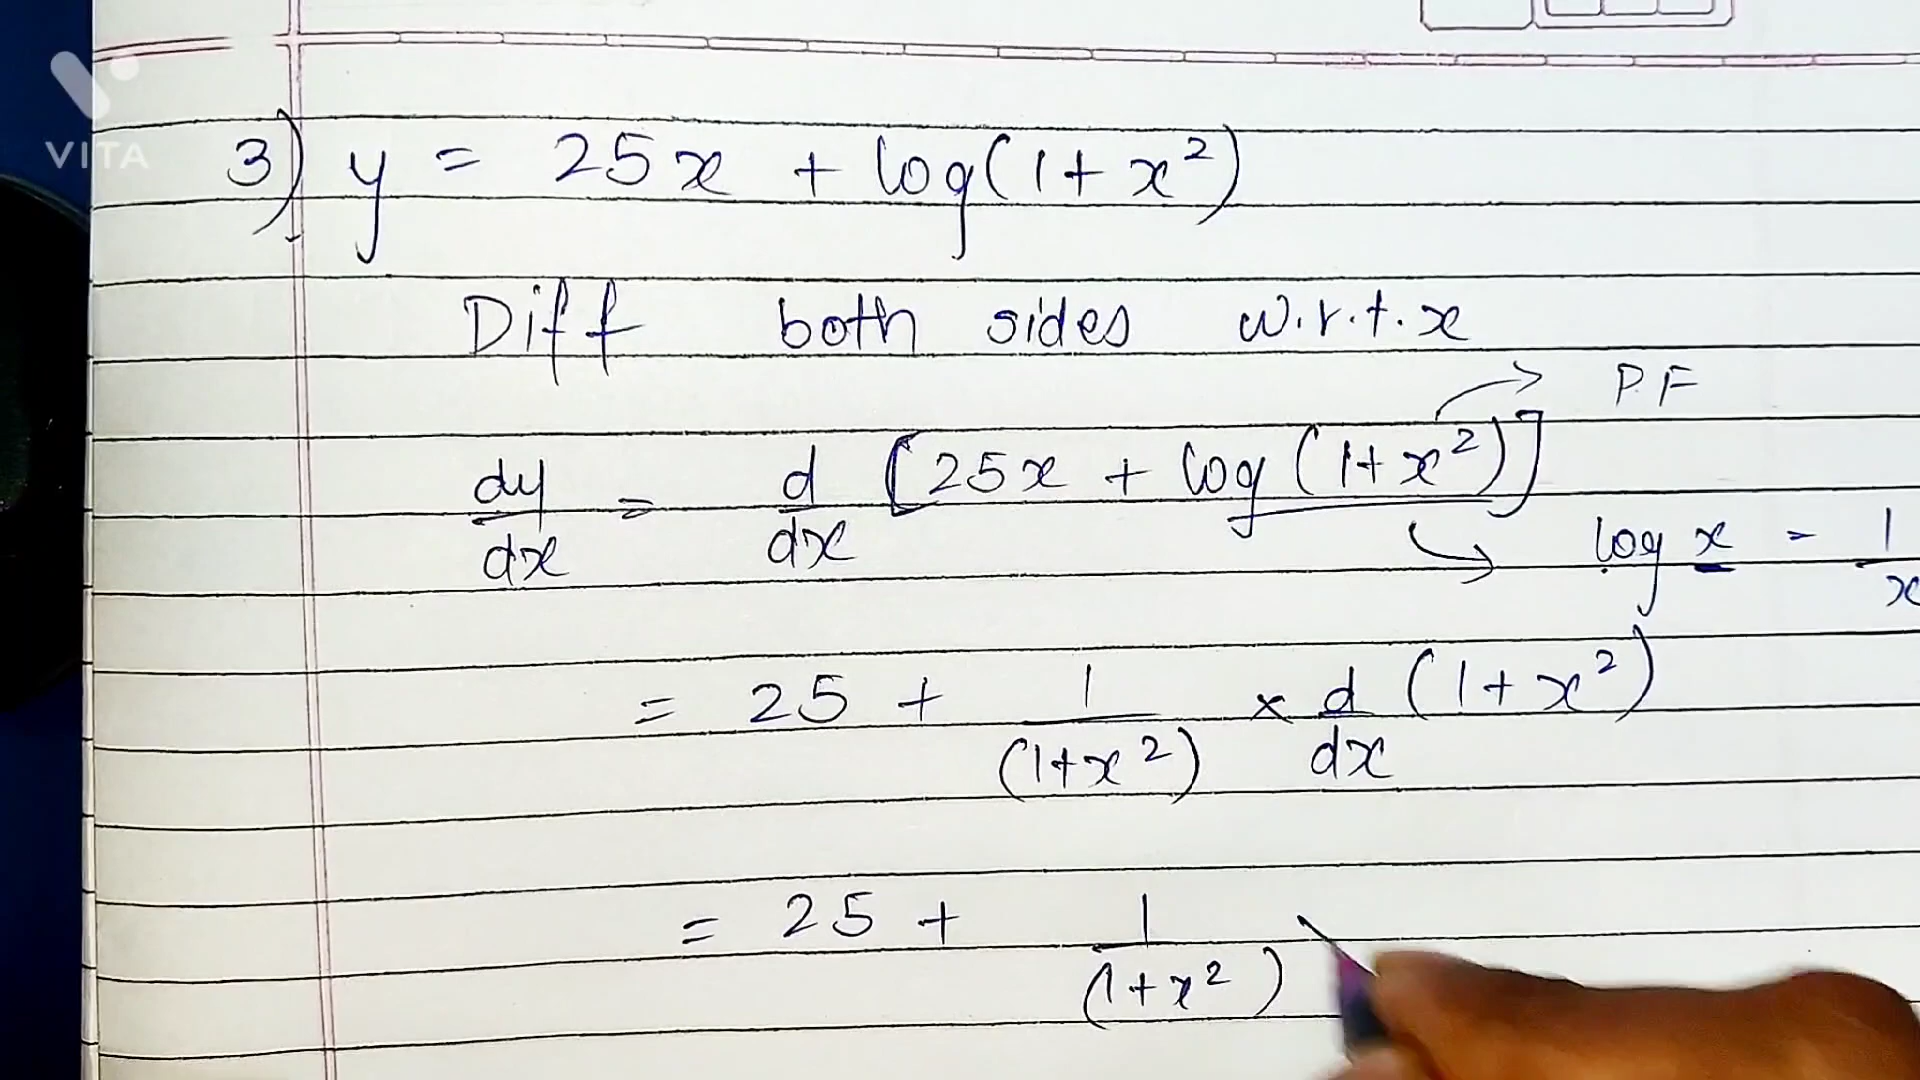 VITA
3) y = 25x + log(1 + x²)
Diff both sides w.r.t. x
P F
dy/dx = d/dx [25x + log(1+x²)]
log x = 1/x
= 25 + 1/(1+x²) × d/dx (1+x²)
= 25 + 1/(1+x²)